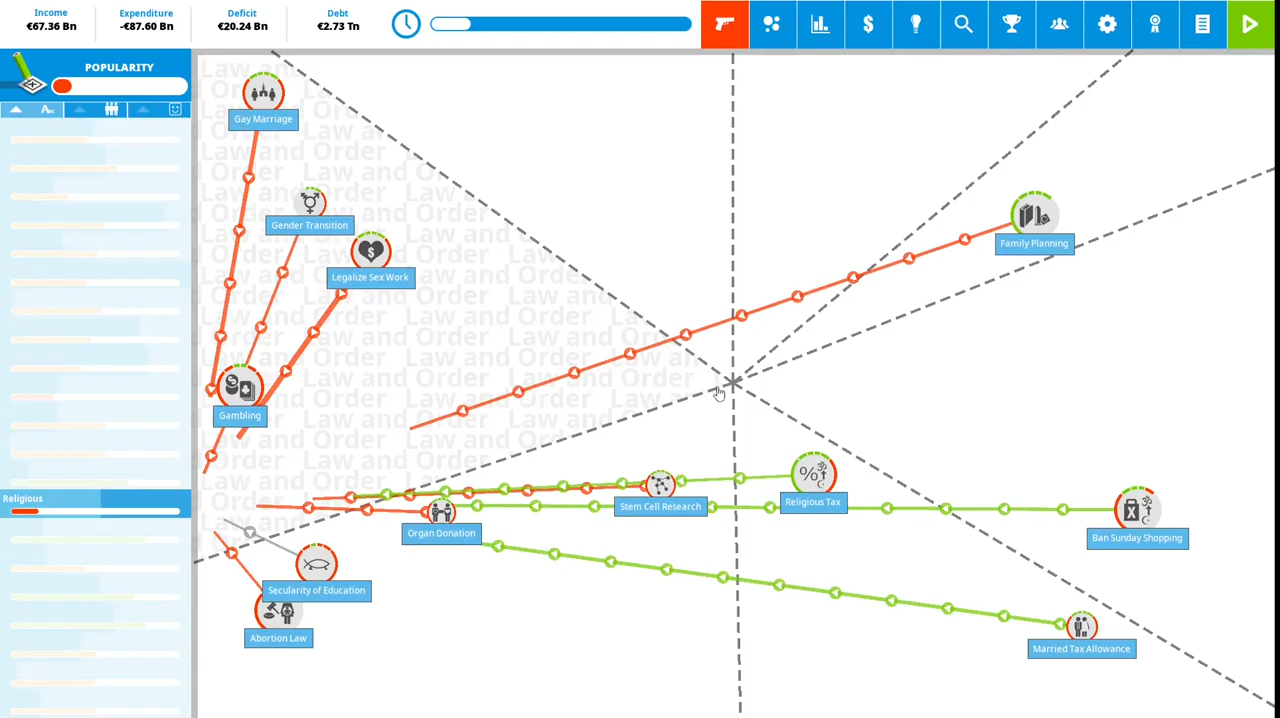 Income
€67.36 Bn
Expenditure
-€87.60 Bn
Deficit
€20.24 Bn
Debt
€2.73 Tn
POPULARITY
Religious
Law and
Order
Gay Marriage
Gender Transition
Legalize Sex Work
Gambling
Family Planning
Stem Cell Research
Religious Tax
Organ Donation
Ban Sunday Shopping
Secularity of Education
Abortion Law
Married Tax Allowance